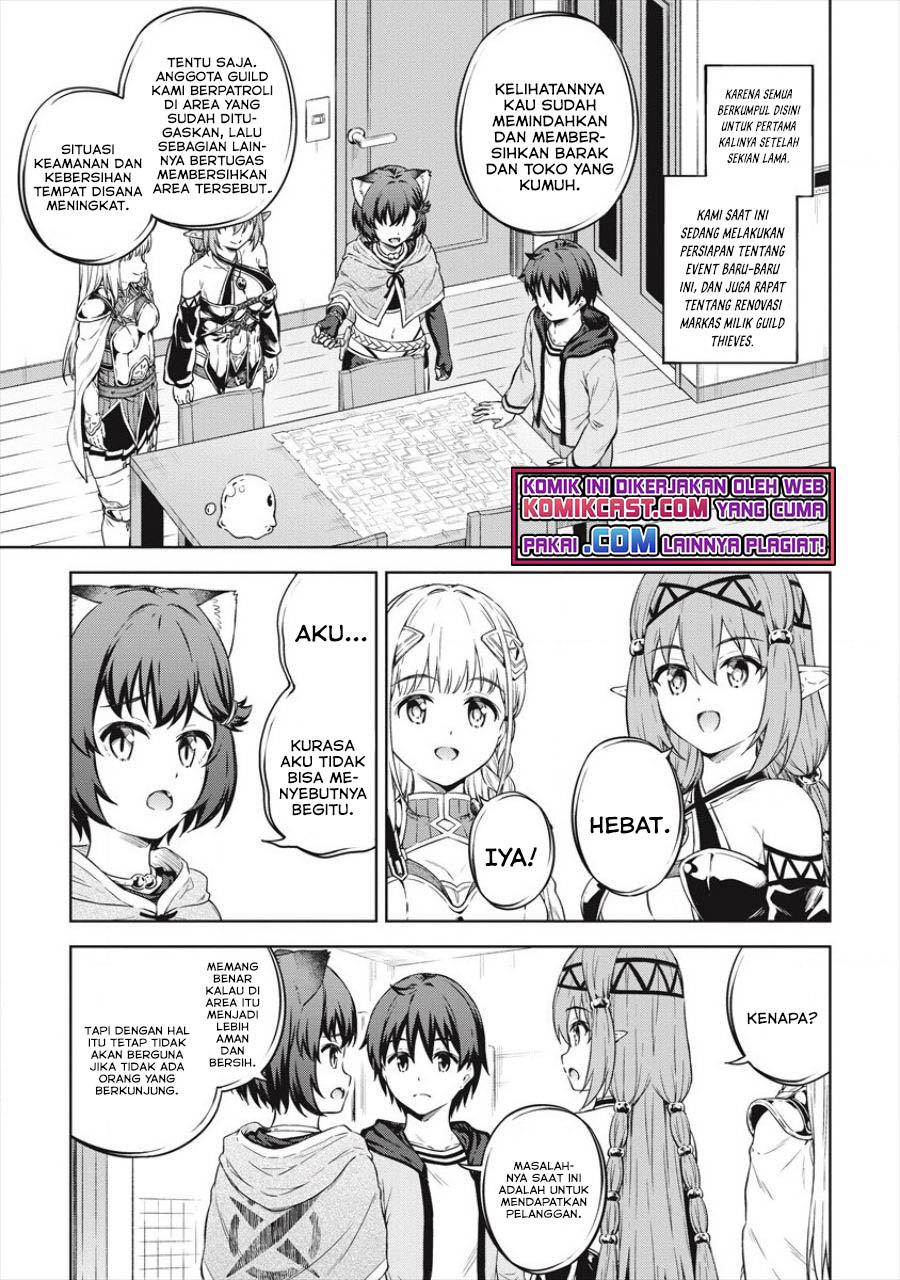 KARENA SEMUA
BERKUMPUL DISINI
UNTUK PERTAMA
KALINYA SETELAH
SEKIAN LAMA.
KAMI SAAT INI
SEDANG MELAKUKAN
PERSIAPAN TENTANG
EVENT BARU-BARU
INI, DAN JUGA RAPAT
TENTANG RENOVASI
MARKAS MILIK GUILD
THIEVES.
KELIHATANNYA
KAU SUDAH
MEMINDAHKAN
DAN MEMBER-
SIHKAN BARAK
DAN TOKO YANG
KUMUH.
TENTU SAJA.
ANGGOTA GUILD
KAMI BERPATROLI
DI AREA YANG
SUDAH DITU-
GASKAN, LALU
SEBAGIAN LAIN-
NYA BERTUGAS
MEMBERSIHKAN
AREA TERSEBUT.
SITUASI
KEAMANAN DAN
KEBERSIHAN
TEMPAT DISANA
MENINGKAT.
KOMIK INI DIKERJAKAN OLEH WEB
KOMIKCAST.COM YANG CUMA
PAKAI .COM LAINNYA PLAGIAT!
HEBAT.
IYA!
AKU...
KURASA
AKU TIDAK
BISA ME-
NYEBUTNYA
BEGITU.
KENAPA?
MEMANG
BENAR
KALAU DI
AREA ITU
MENJADI
LEBIH
AMAN
DAN
BERSIH.
TAPI DENGAN HAL
ITU TETAP TIDAK
AKAN BERGUNA
JIKA TIDAK ADA
ORANG YANG
BERKUNJUNG.
MASALAH-
NYA SAAT INI
ADALAH UNTUK
MENDAPATKAN
PELANGGAN.